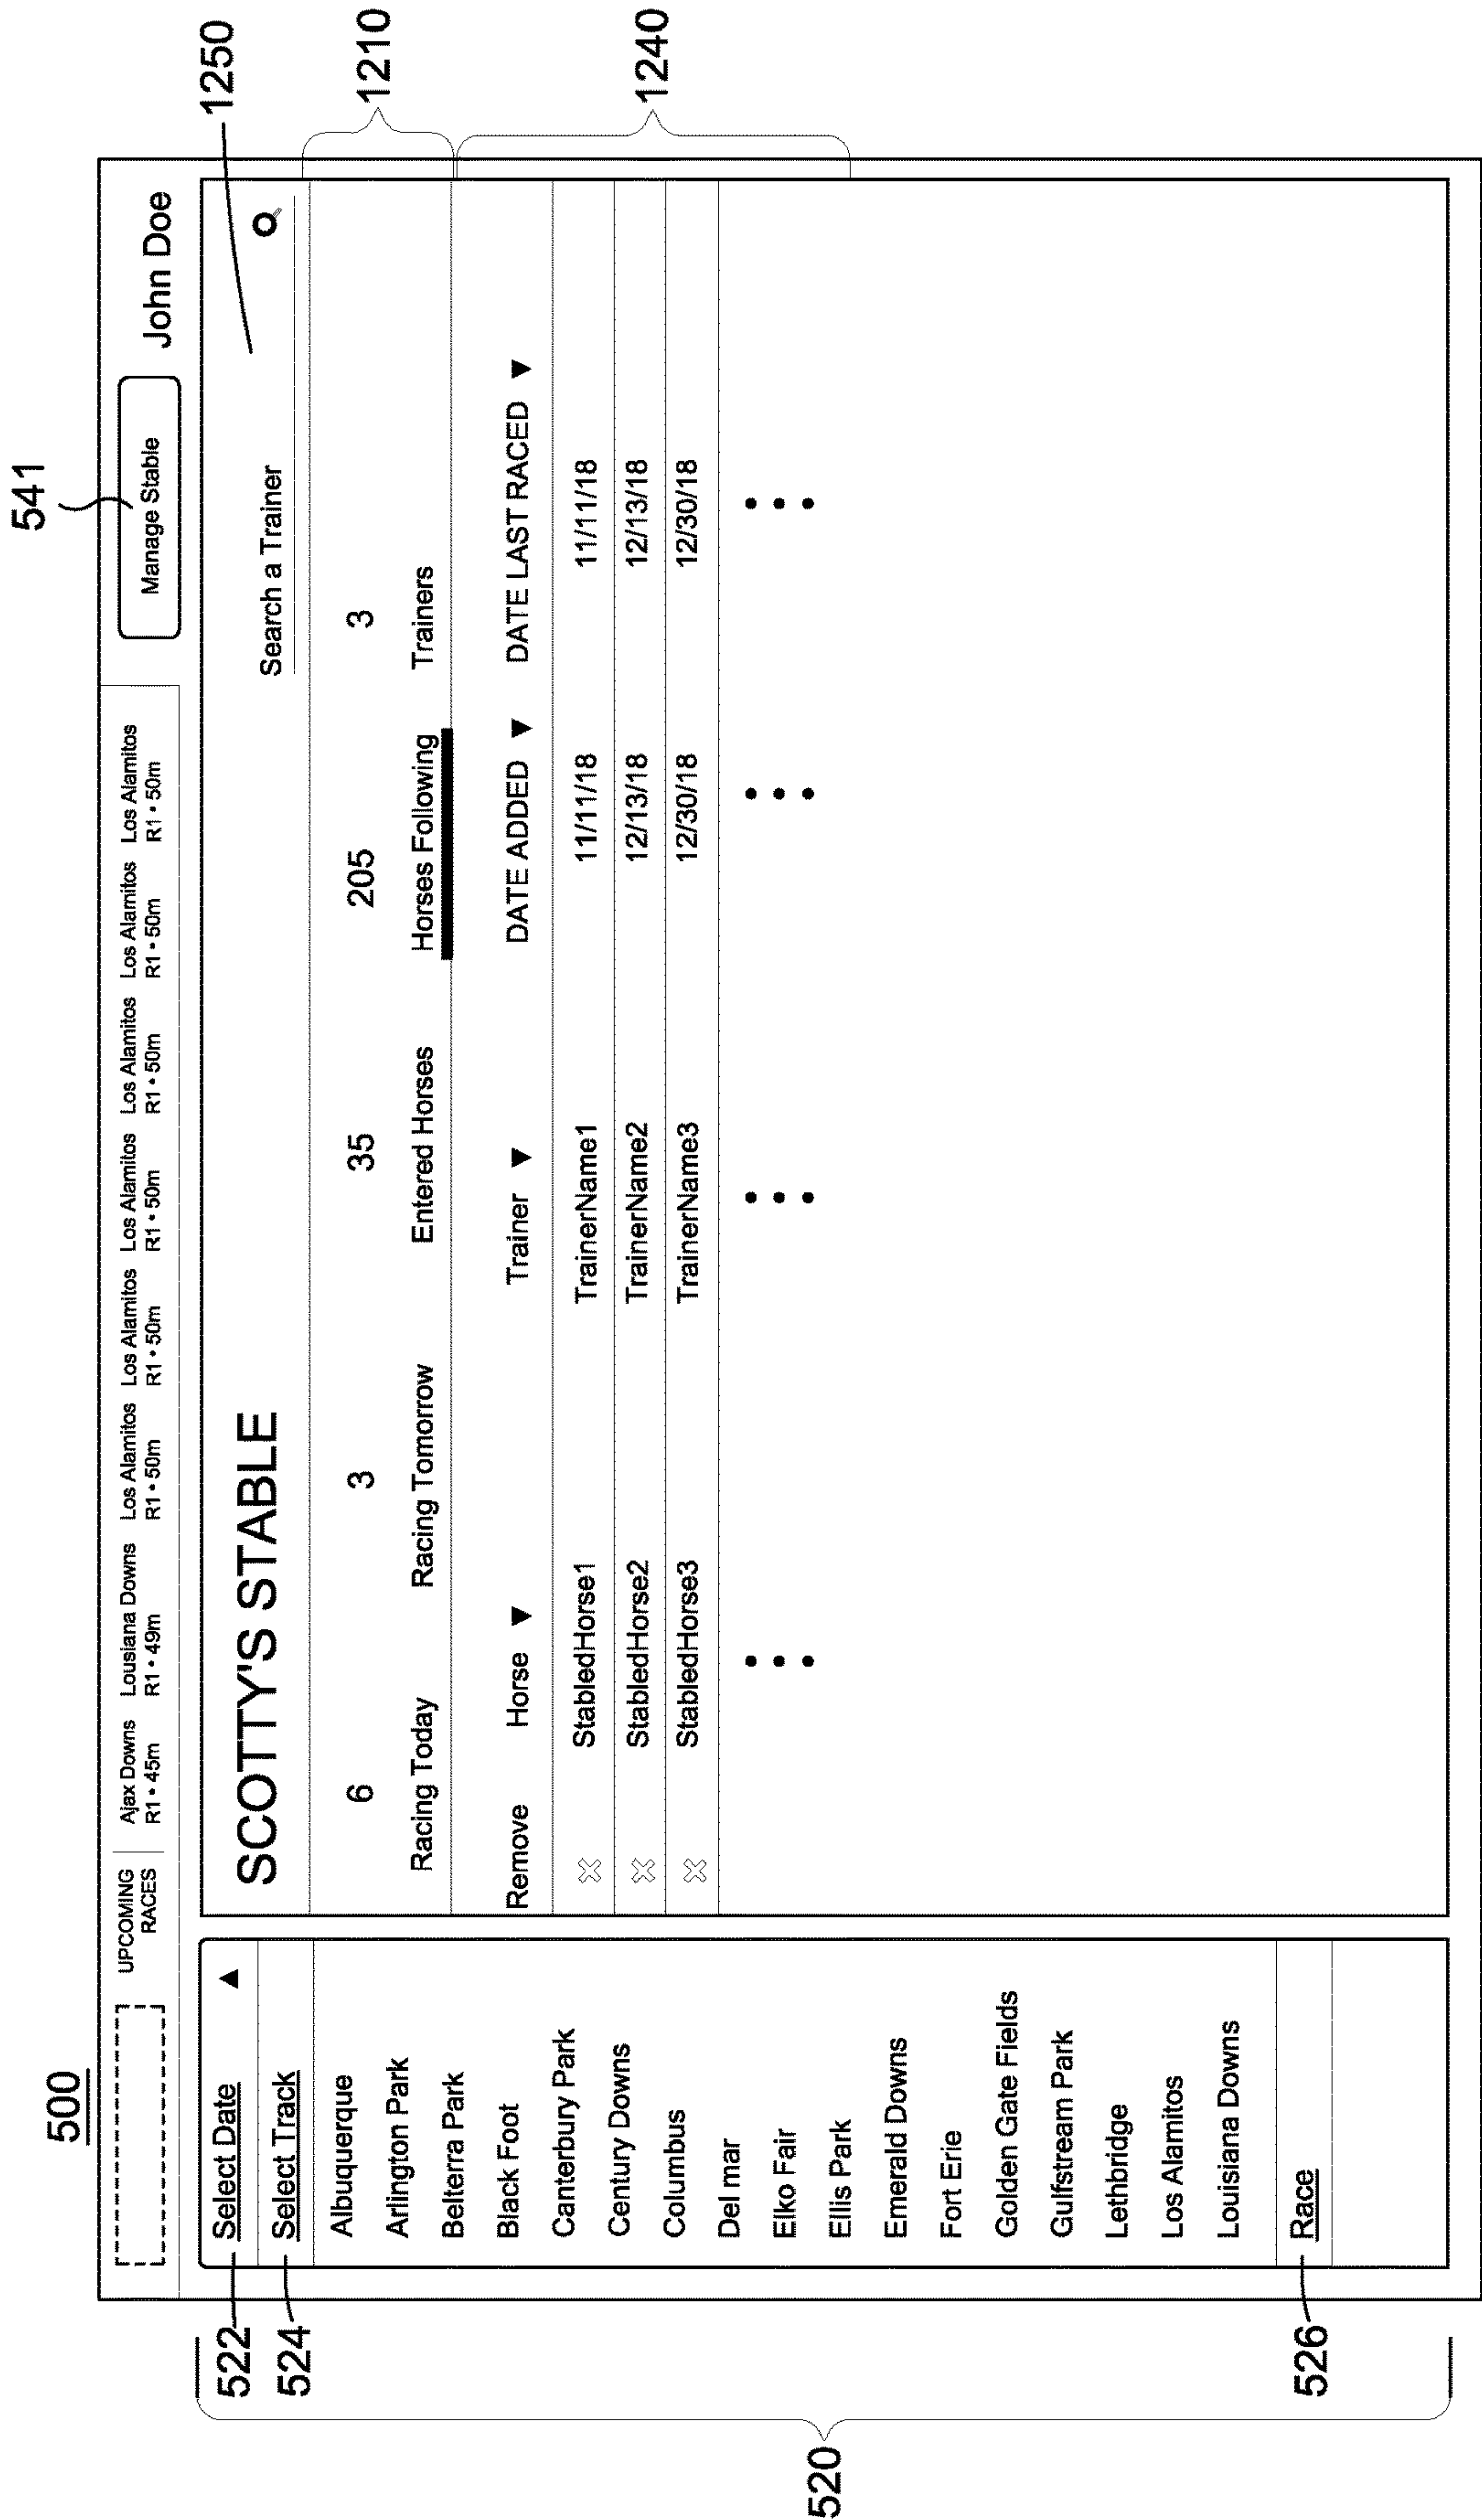 500
541
UPCOMING
RACES
Ajax Downs
R1 • 45m
Lousiana Downs
R1 • 49m
Los Alamitos
R1 • 50m
Los Alamitos
R1 • 50m
Los Alamitos
R1 • 50m
Los Alamitos
R1 • 50m
Los Alamitos
R1 • 50m
Los Alamitos
R1 • 50m
Manage Stable
John Doe
1250
522
Select Date ▲
524
Select Track
Albuquerque
Arlington Park
Belterra Park
Black Foot
Canterbury Park
Century Downs
Columbus
Del mar
Elko Fair
Ellis Park
Emerald Downs
Fort Erie
Golden Gate Fields
Gulfstream Park
Lethbridge
Los Alamitos
Louisiana Downs
526
Race
520
SCOTTY'S STABLE
Search a Trainer
6 3 35 205 3
Racing Today Racing Tomorrow Entered Horses Horses Following Trainers
1210
Remove Horse ▼ Trainer ▼ DATE ADDED ▼ DATE LAST RACED ▼
StabledHorse1 TrainerName1 11/11/18 11/11/18
StabledHorse2 TrainerName2 12/13/18 12/13/18
StabledHorse3 TrainerName3 12/30/18 12/30/18
1240